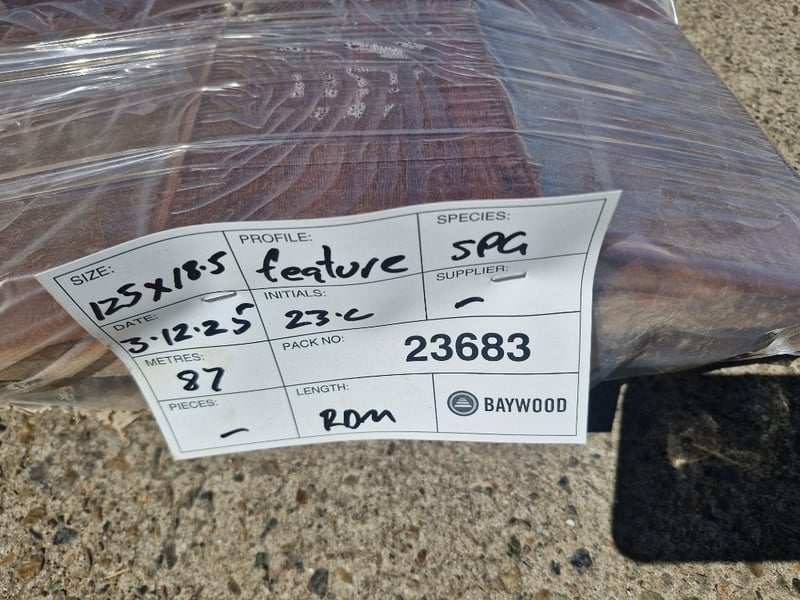 SIZE:
125x18.5
PROFILE:
feature
SPECIES:
SPG
DATE:
3.12.25
INITIALS:
23.C
SUPPLIER:
-
METRES:
87
PACK NO:
23683
PIECES:
-
LENGTH:
RDM
BAYWOOD